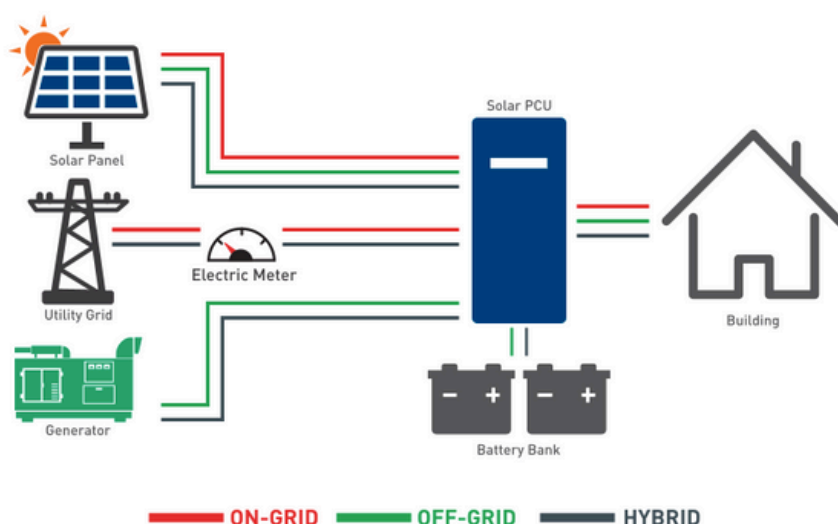 Solar PCU
Solar Panel
Electric Meter
Utility Grid
Building
Generator
Battery Bank
ON-GRID OFF-GRID HYBRID